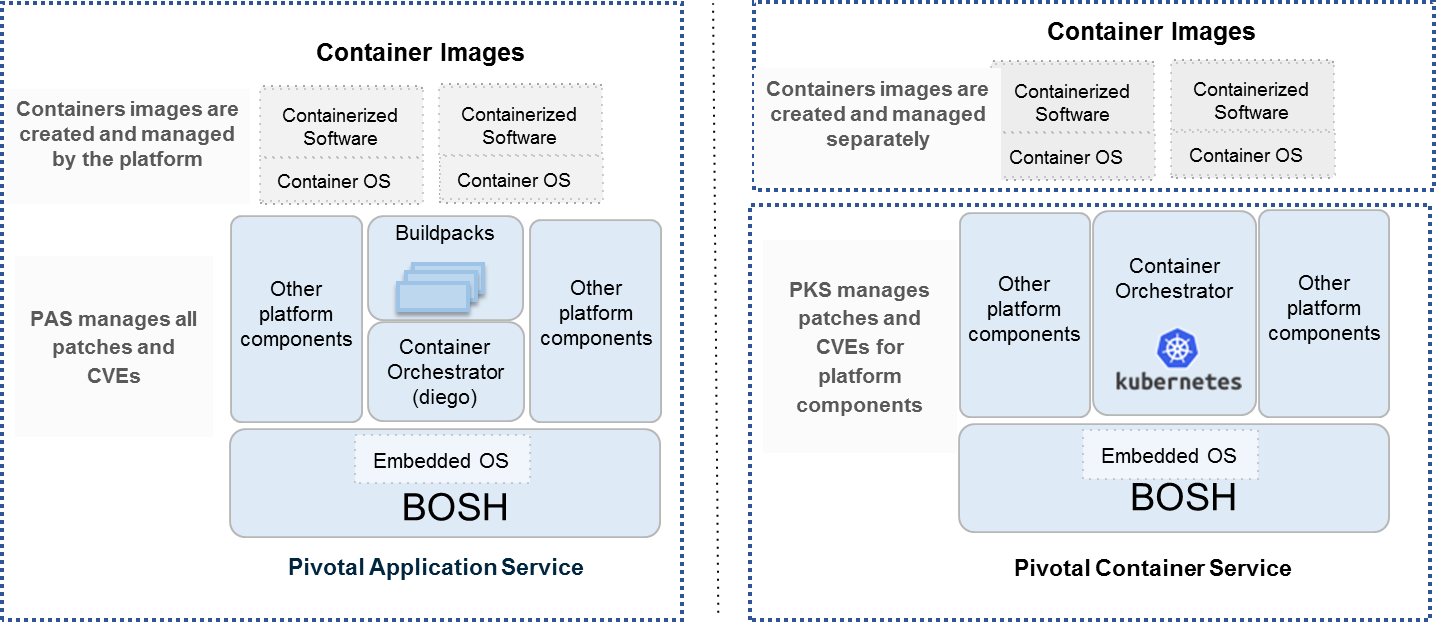 Container Images
Containers images are
created and managed
by the platform
Containerized
Software
Container OS
Containerized
Software
Container OS
PAS manages all
patches and
CVEs
Other
platform
components
Buildpacks
Container
Orchestrator
(diego)
Other
platform
components
Embedded OS
BOSH
Pivotal Application Service
Container Images
Containers images are
created and managed
separately
Containerized
Software
Container OS
Containerized
Software
Container OS
PKS manages
patches and
CVEs for
platform
components
Other
platform
components
Container
Orchestrator
kubernetes
Other
platform
components
Embedded OS
BOSH
Pivotal Container Service